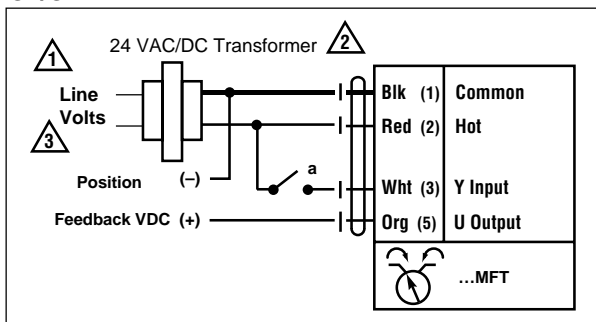 24 VAC/DC Transformer
1
2
3
Line
Volts
Blk (1) Common
Red (2) Hot
a
Position (–)
Wht (3) Y Input
Feedback VDC (+)
Org (5) U Output
...MFT